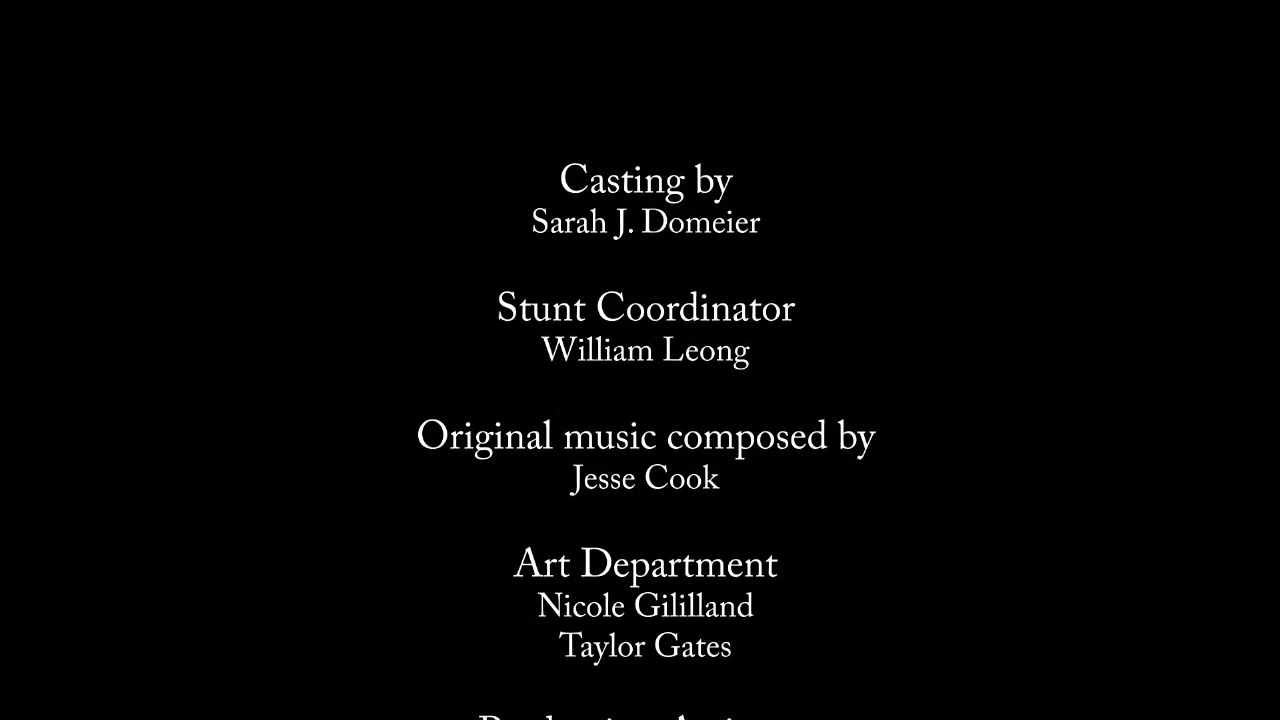 Casting by
Sarah J. Domeier
Stunt Coordinator
William Leong
Original music composed by
Jesse Cook
Art Department
Nicole Gililland
Taylor Gates